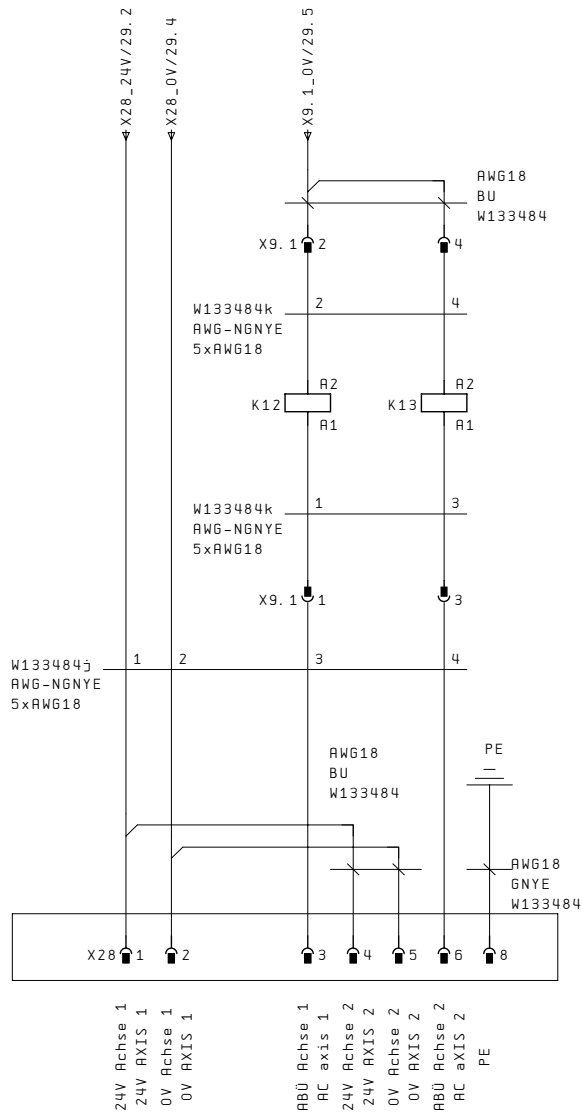 X28_24V/29.2
X28_0V/29.4
X9.1_0V/29.5
AWG18
BU
W133484
X9.1 2
4
W133484k
AWG-NGNYE
5xAWG18
2
4
A2
A2
K12
K13
A1
A1
W133484k
AWG-NGNYE
5xAWG18
1
3
X9.1 1
3
W133484j
AWG-NGNYE
5xAWG18
1
2
3
4
AWG18
BU
W133484
PE
AWG18
GNYE
W133484
X28 1
2
3
4
5
6
8
24V Achse 1
24V AXIS 1
0V Achse 1
0V AXIS 1
ABÜ Achse 1
AC axis 1
24V Achse 2
24V AXIS 2
0V Achse 2
0V AXIS 2
ABÜ Achse 2
AC aXIS 2
PE